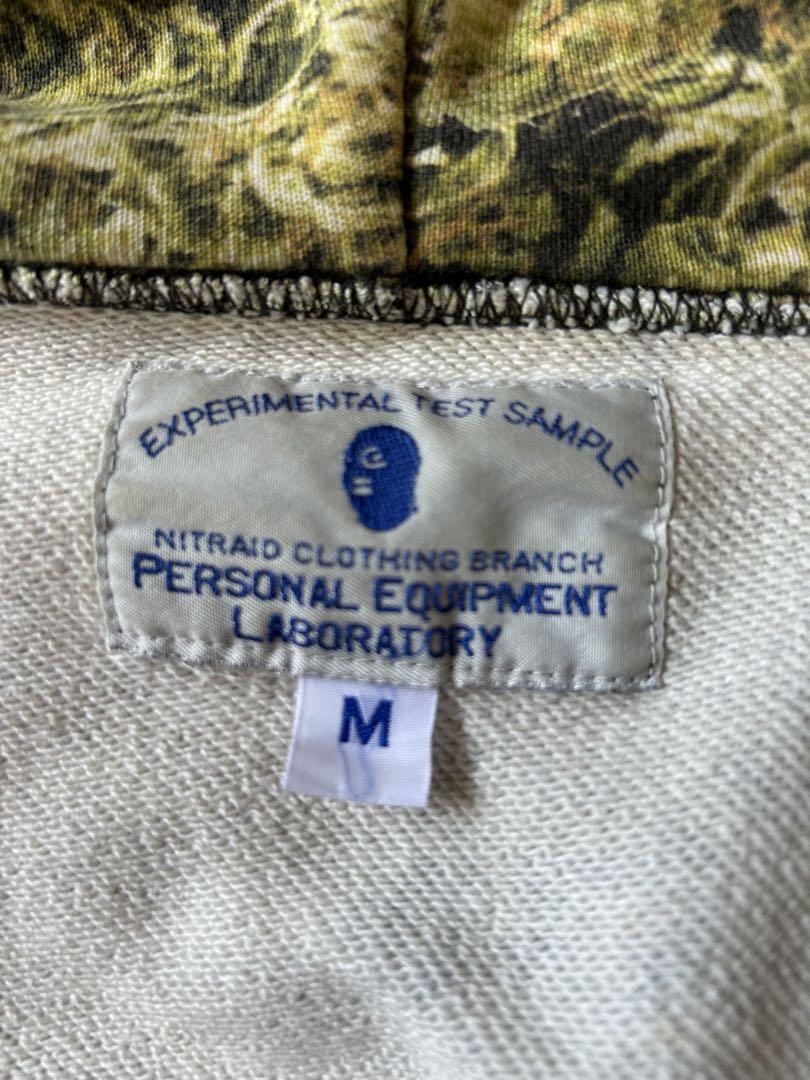 EXPERIMENTAL TEST SAMPLE
NITRAID CLOTHING BRANCH
PERSONAL EQUIPMENT
LABORATORY
M